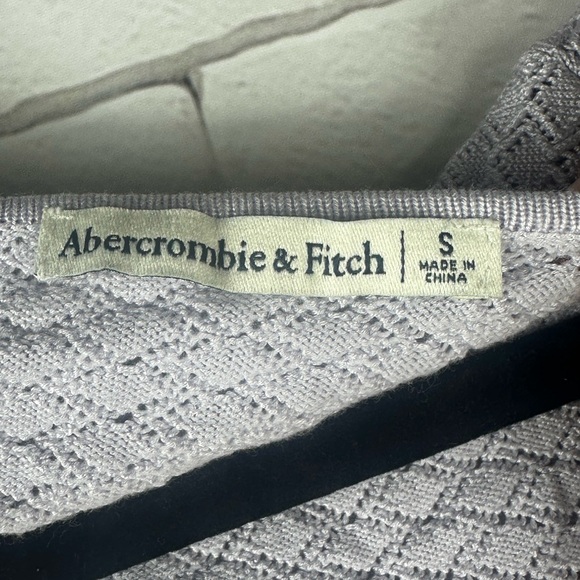 Abercrombie & Fitch | S
MADE IN
CHINA